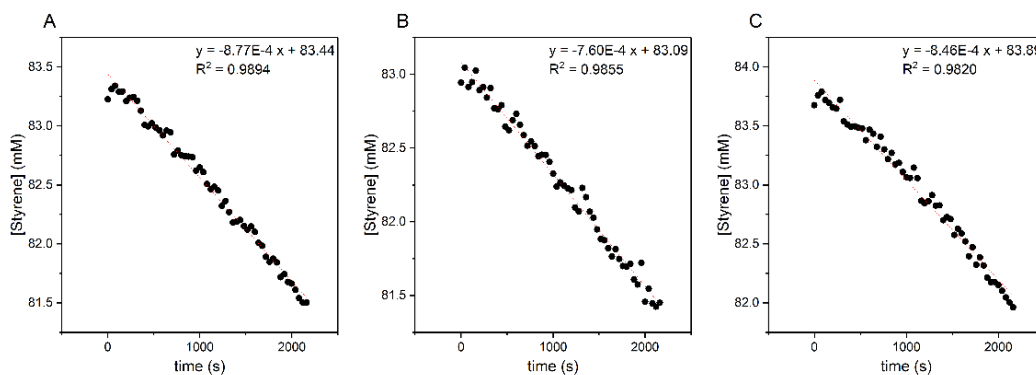 A
y = -8.77E-4 x + 83.44
R² = 0.9894
83.5
83.0
82.5
82.0
81.5
[Styrene] (mM)
0
1000
2000
time (s)
B
y = -7.60E-4 x + 83.09
R² = 0.9855
83.0
82.5
82.0
81.5
[Styrene] (mM)
0
1000
2000
time (s)
C
y = -8.46E-4 x + 83.89
R² = 0.9820
84.0
83.5
83.0
82.5
82.0
[Styrene] (mM)
0
1000
2000
time (s)